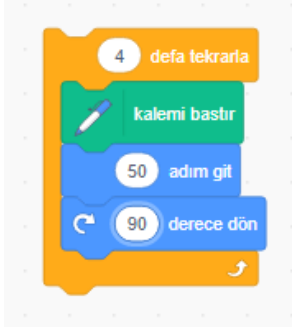 4 defa tekrarla
kalemi bastır
50 adım git
90 derece dön